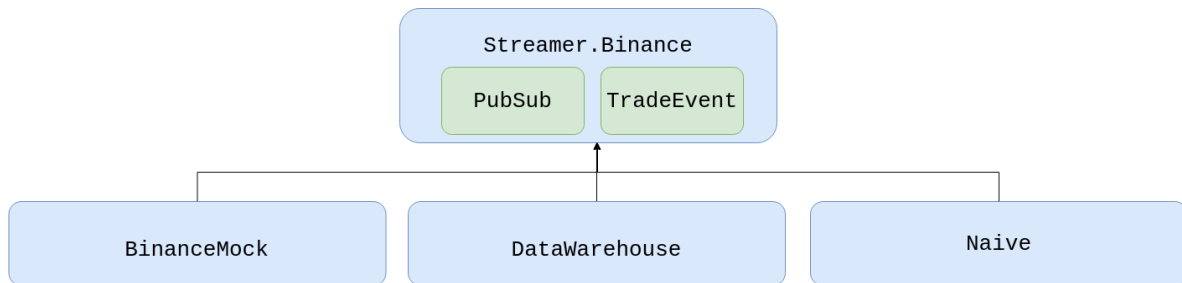 Streamer.Binance
PubSub
TradeEvent
BinanceMock
DataWarehouse
Naive